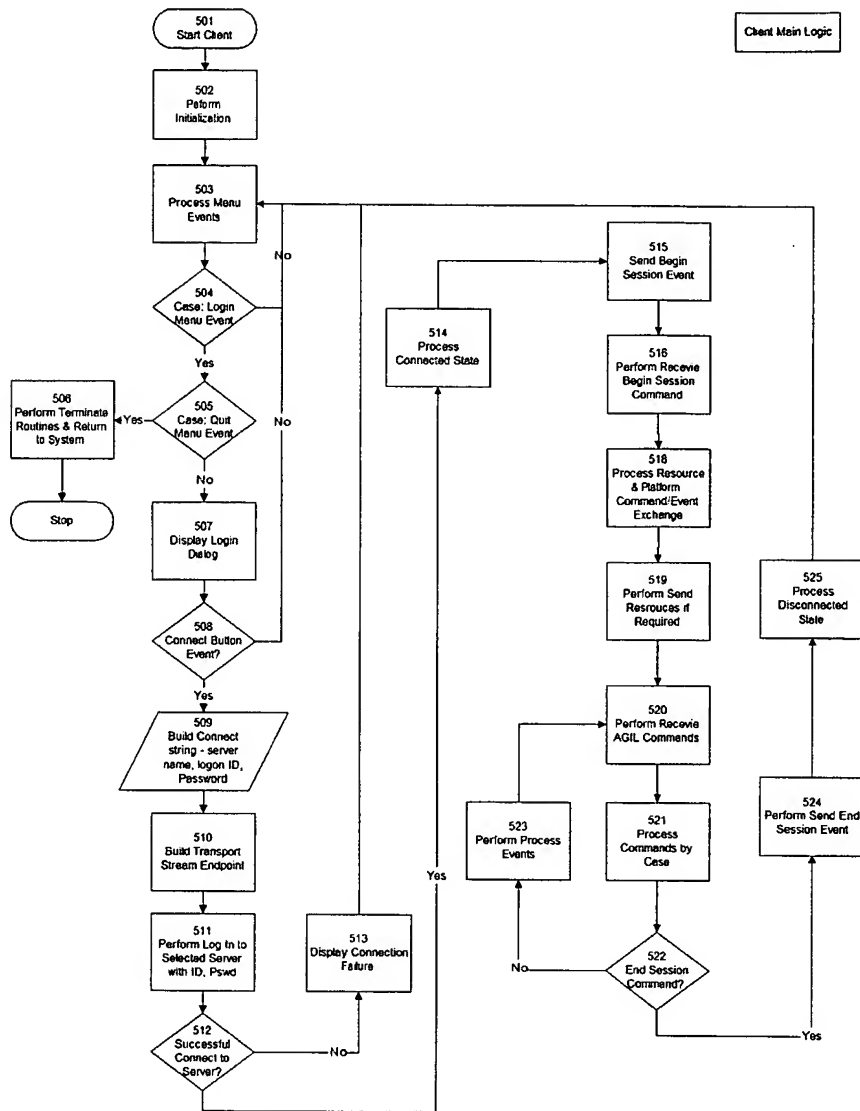 501
Start Client
Client Main Logic
502
Peform
Initialization
503
Process Menu
Events
No
504
Case: Login
Menu Event
Yes
505
Case: Quit
Menu Event
Yes
No
506
Perform Terminate
Routines & Return
to System
Stop
No
507
Display Login
Dialog
508
Connect Button
Event?
Yes
509
Build Connect
string - server
name, logon ID,
Password
510
Build Transport
Stream Endpoint
511
Perform Log In to
Selected Server
with ID, Pswd
512
Successful
Connect to
Server?
No
513
Display Connection
Failure
Yes
514
Process
Connected State
515
Send Begin
Session Event
516
Perform Recevie
Begin Session
Command
518
Process Resource
& Platform
Command/Event
Exchange
519
Perform Send
Resrouces if
Required
520
Perform Recevie
AGIL Commands
521
Process
Commands by
Case
522
End Session
Command?
No
523
Perform Process
Events
Yes
524
Perform Send End
Session Event
525
Process
Disconnected
State